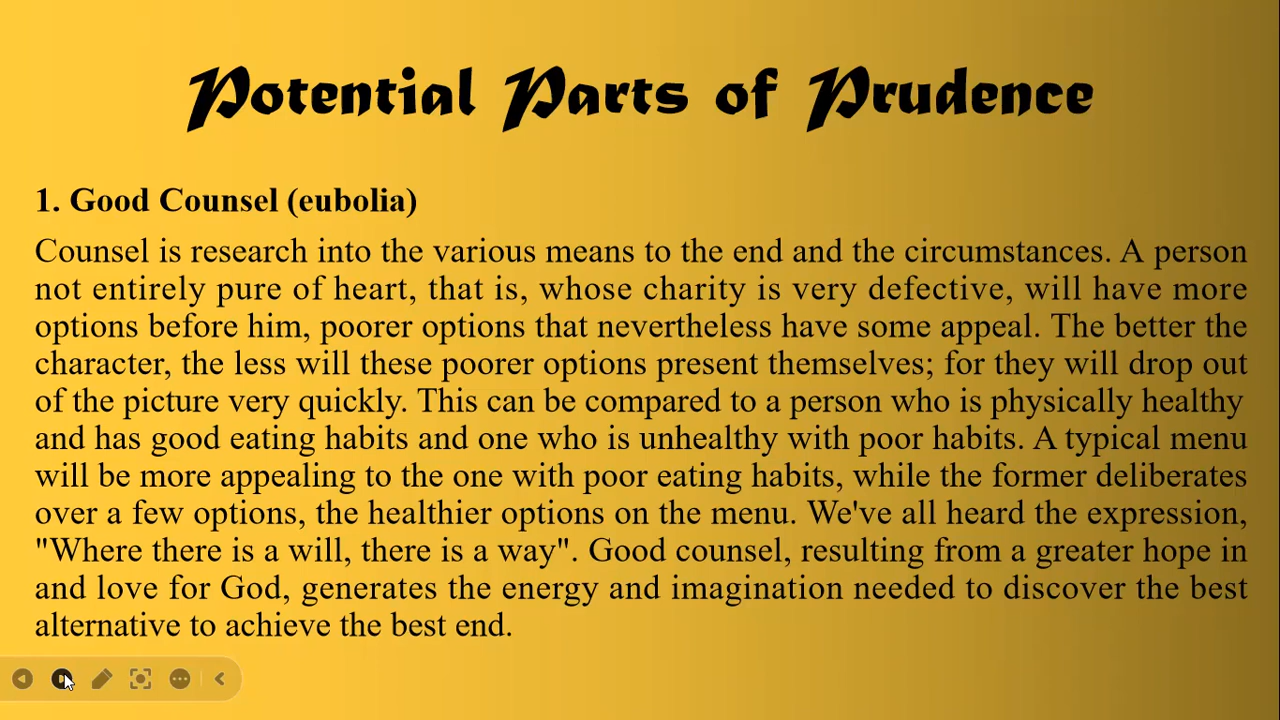 Potential Parts of Prudence
1. Good Counsel (eubolia)
Counsel is research into the various means to the end and the circumstances. A person
not entirely pure of heart, that is, whose charity is very defective, will have more
options before him, poorer options that nevertheless have some appeal. The better the
character, the less will these poorer options present themselves; for they will drop out
of the picture very quickly. This can be compared to a person who is physically healthy
and has good eating habits and one who is unhealthy with poor habits. A typical menu
will be more appealing to the one with poor eating habits, while the former deliberates
over a few options, the healthier options on the menu. We've all heard the expression,
"Where there is a will, there is a way". Good counsel, resulting from a greater hope in
and love for God, generates the energy and imagination needed to discover the best
alternative to achieve the best end.